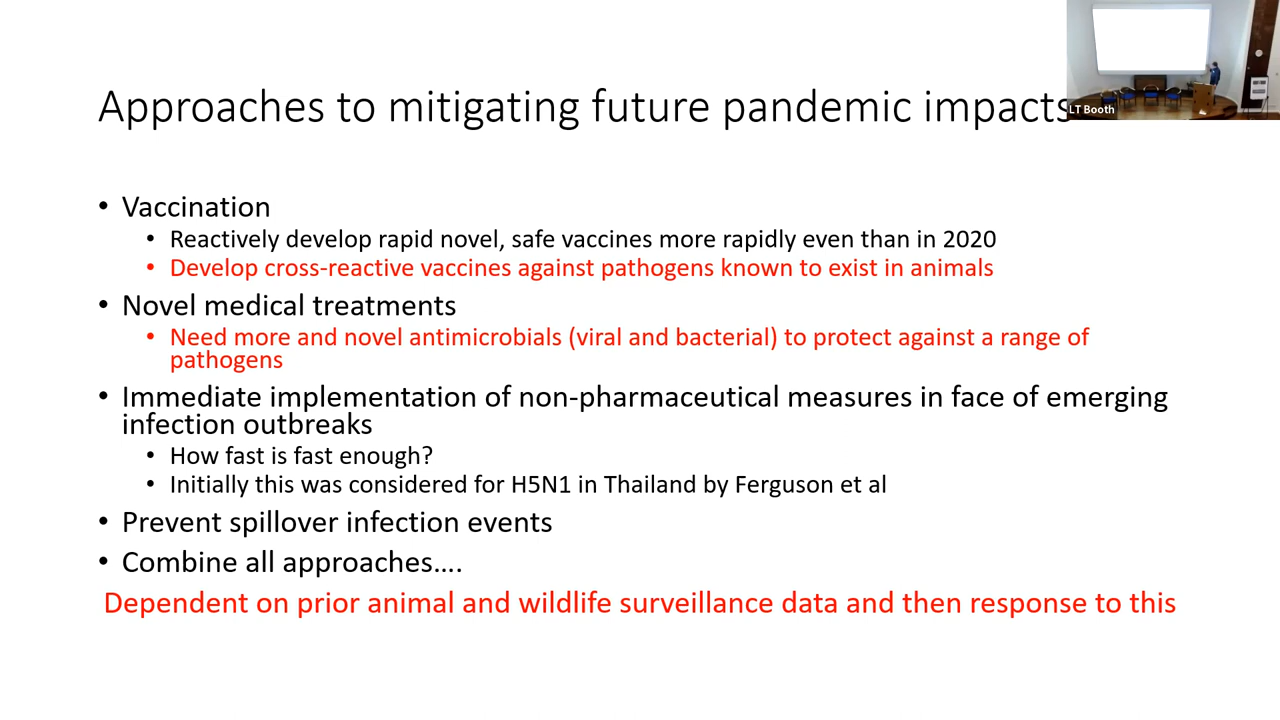 Approaches to mitigating future pandemic impacts
LT Booth
• Vaccination
• Reactively develop rapid novel, safe vaccines more rapidly even than in 2020
• Develop cross-reactive vaccines against pathogens known to exist in animals
• Novel medical treatments
• Need more and novel antimicrobials (viral and bacterial) to protect against a range of
pathogens
• Immediate implementation of non-pharmaceutical measures in face of emerging
infection outbreaks
• How fast is fast enough?
• Initially this was considered for H5N1 in Thailand by Ferguson et al
• Prevent spillover infection events
• Combine all approaches....
Dependent on prior animal and wildlife surveillance data and then response to this